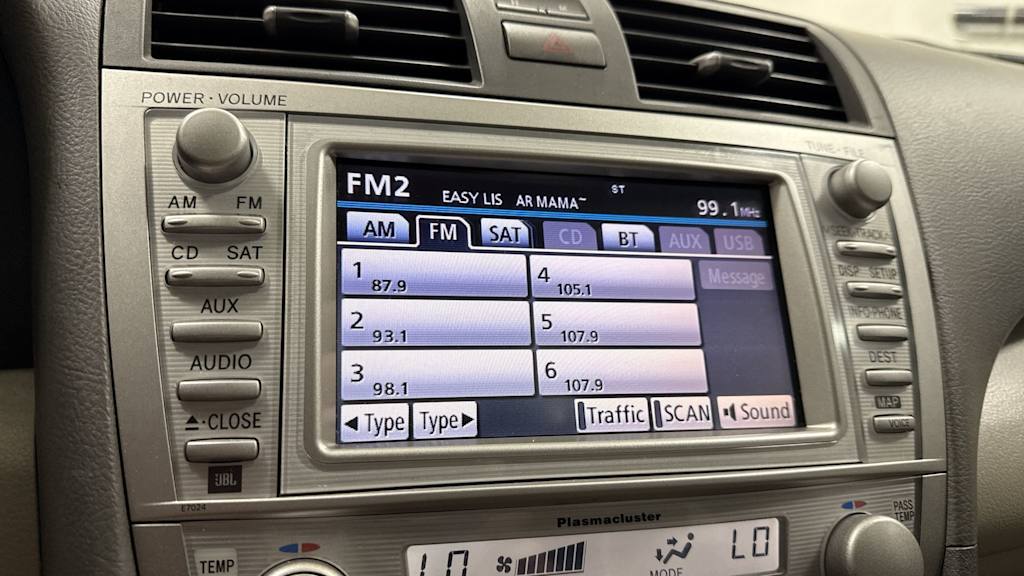 POWER · VOLUME
TUNE · FILE
AM FM
CD SAT
AUX
AUDIO
⏏·CLOSE
JBL
E7024
FM2 EASY LIS AR MAMA~ ST 99.1 MHz
AM FM SAT CD BT AUX USB
1 87.9
4 105.1
Message
2 93.1
5 107.9
3 98.1
6 107.9
◀Type Type▶ Traffic SCAN Sound
DISP SETUP
INFO·PHONE
DEST
MAP
VOICE
Plasmacluster
TEMP
LO
MODE
LO
PASS
TEMP